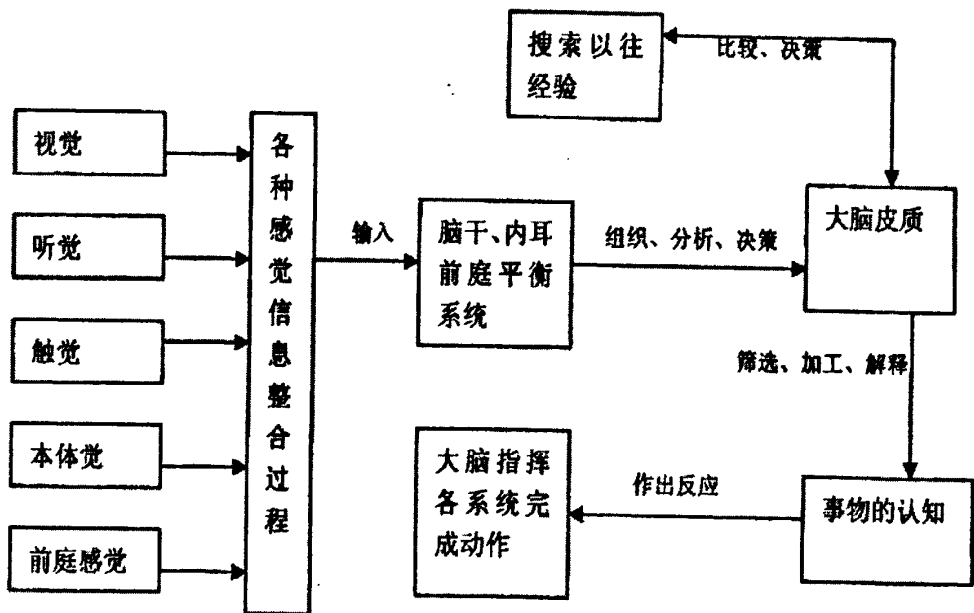 搜索以往
经验
比较、决策
视觉
听觉
触觉
本体觉
前庭感觉
各种感觉信息整合过程
输入
脑干、内耳
前庭平衡
系统
组织、分析、决策
大脑皮质
筛选、加工、解释
事物的认知
作出反应
大脑指挥
各系统完
成动作